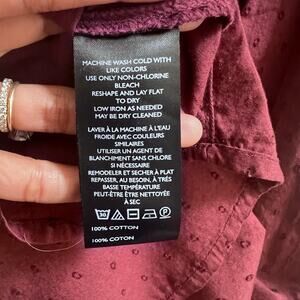 MACHINE WASH COLD WITH
LIKE COLORS
USE ONLY NON-CHLORINE
BLEACH
RESHAPE AND LAY FLAT
TO DRY
LOW IRON AS NEEDED
MAY BE DRY CLEANED
LAVER À LA MACHINE À L'EAU
FROIDE AVEC COULEURS
SIMILAIRES
UTILISER UN AGENT DE
BLANCHIMENT SANS CHLORE
SI NÉCESSAIRE
REMODELER ET SÉCHER À PLAT
REPASSER, AU BESOIN, À TRÈS
BASSE TEMPÉRATURE
PEUT-ÊTRE ÊTRE NETTOYÉE
À SEC
30
P
100% COTTON
100% COTON